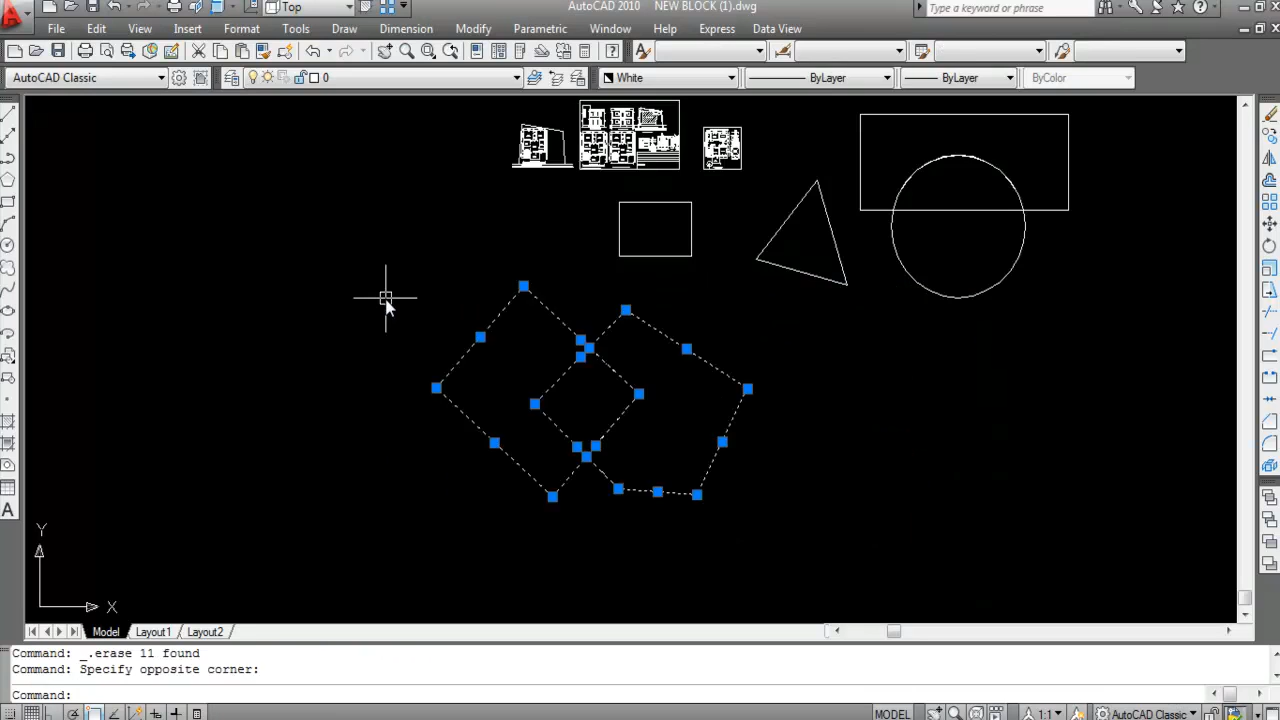 Top
AutoCAD 2010 NEW BLOCK (1).dwg
Type a keyword or phrase
File Edit View Insert Format Tools Draw Dimension Modify Parametric Window Help Express Data View
AutoCAD Classic
0
White
ByLayer
ByLayer
ByColor
A
Y
X
Model Layout1 Layout2
Command: _.erase 11 found
Command: Specify opposite corner:
Command:
MODEL
1:1
AutoCAD Classic